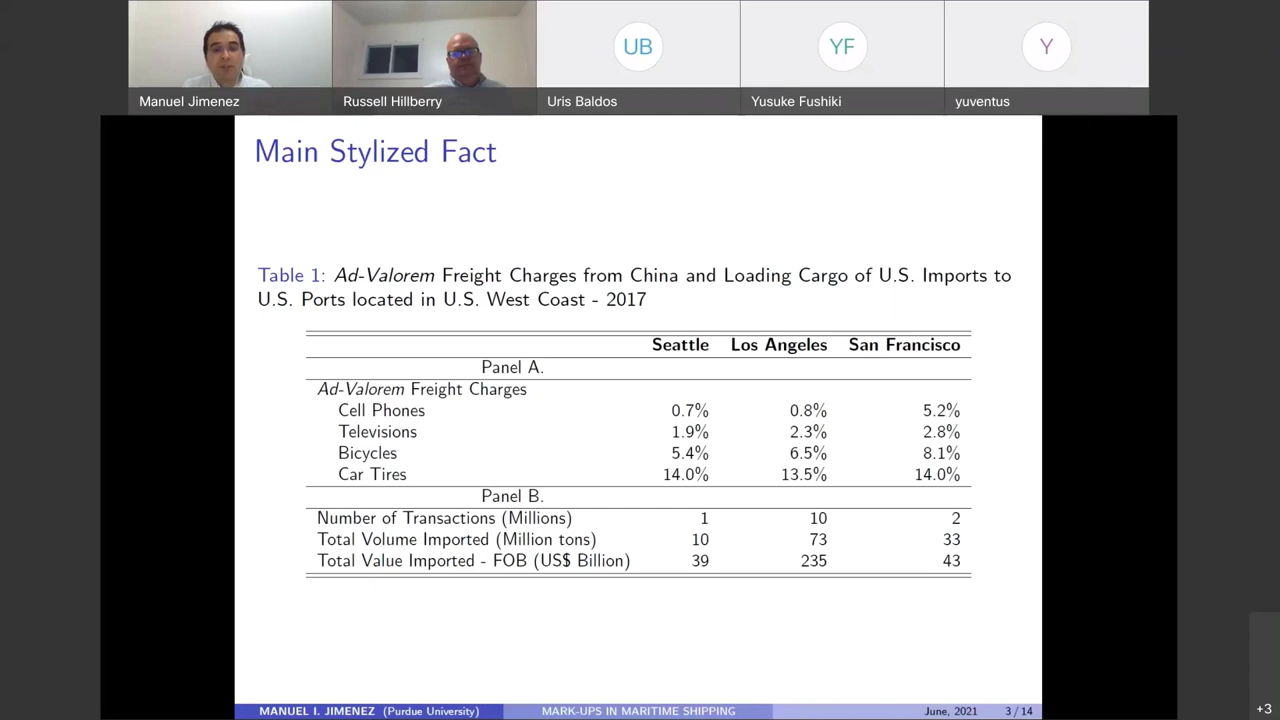 UB
YF
Y
Manuel Jimenez
Russell Hillberry
Uris Baldos
Yusuke Fushiki
yuventus
Main Stylized Fact
Table 1: Ad-Valorem Freight Charges from China and Loading Cargo of U.S. Imports to
U.S. Ports located in U.S. West Coast - 2017
Seattle Los Angeles San Francisco
Panel A.
Ad-Valorem Freight Charges
Cell Phones 0.7% 0.8% 5.2%
Televisions 1.9% 2.3% 2.8%
Bicycles 5.4% 6.5% 8.1%
Car Tires 14.0% 13.5% 14.0%
Panel B.
Number of Transactions (Millions) 1 10 2
Total Volume Imported (Million tons) 10 73 33
Total Value Imported - FOB (US$ Billion) 39 235 43
MANUEL I. JIMENEZ (Purdue University) MARK-UPS IN MARITIME SHIPPING June, 2021 3 / 14
+3